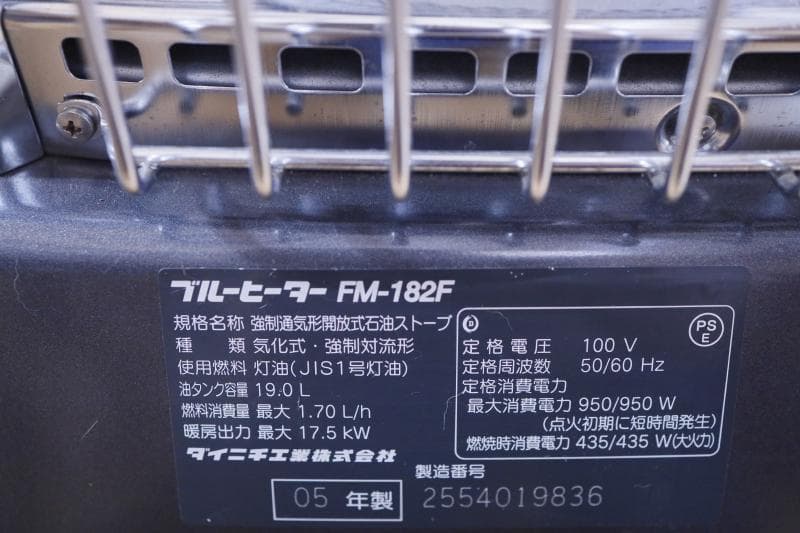 ブルーヒーター FM-182F
規格名称 強制通気形開放式石油ストーブ
種　類 気化式・強制対流形
使用燃料 灯油(JIS1号灯油)
油タンク容量 19.0 L
燃料消費量 最大 1.70 L/h
暖房出力 最大 17.5 kW
ダイニチ工業株式会社
PS
E
定格電圧 100 V
定格周波数 50/60 Hz
定格消費電力
最大消費電力 950/950 W
(点火初期に短時間発生)
燃焼時消費電力 435/435 W(大火力)
製造番号
05 年製 2554019836